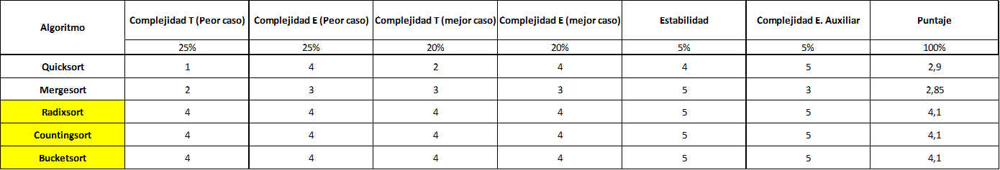 Algoritmo Complejidad T (Peor caso) Complejidad E (Peor caso) Complejidad T (mejor caso) Complejidad E (mejor caso) Estabilidad Complejidad E. Auxiliar Puntaje
25% 25% 20% 20% 5% 5% 100%
Quicksort 1 4 2 4 4 5 2,9
Mergesort 2 3 3 3 5 3 2,85
Radixsort 4 4 4 4 5 5 4,1
Countingsort 4 4 4 4 5 5 4,1
Bucketsort 4 4 4 4 5 5 4,1